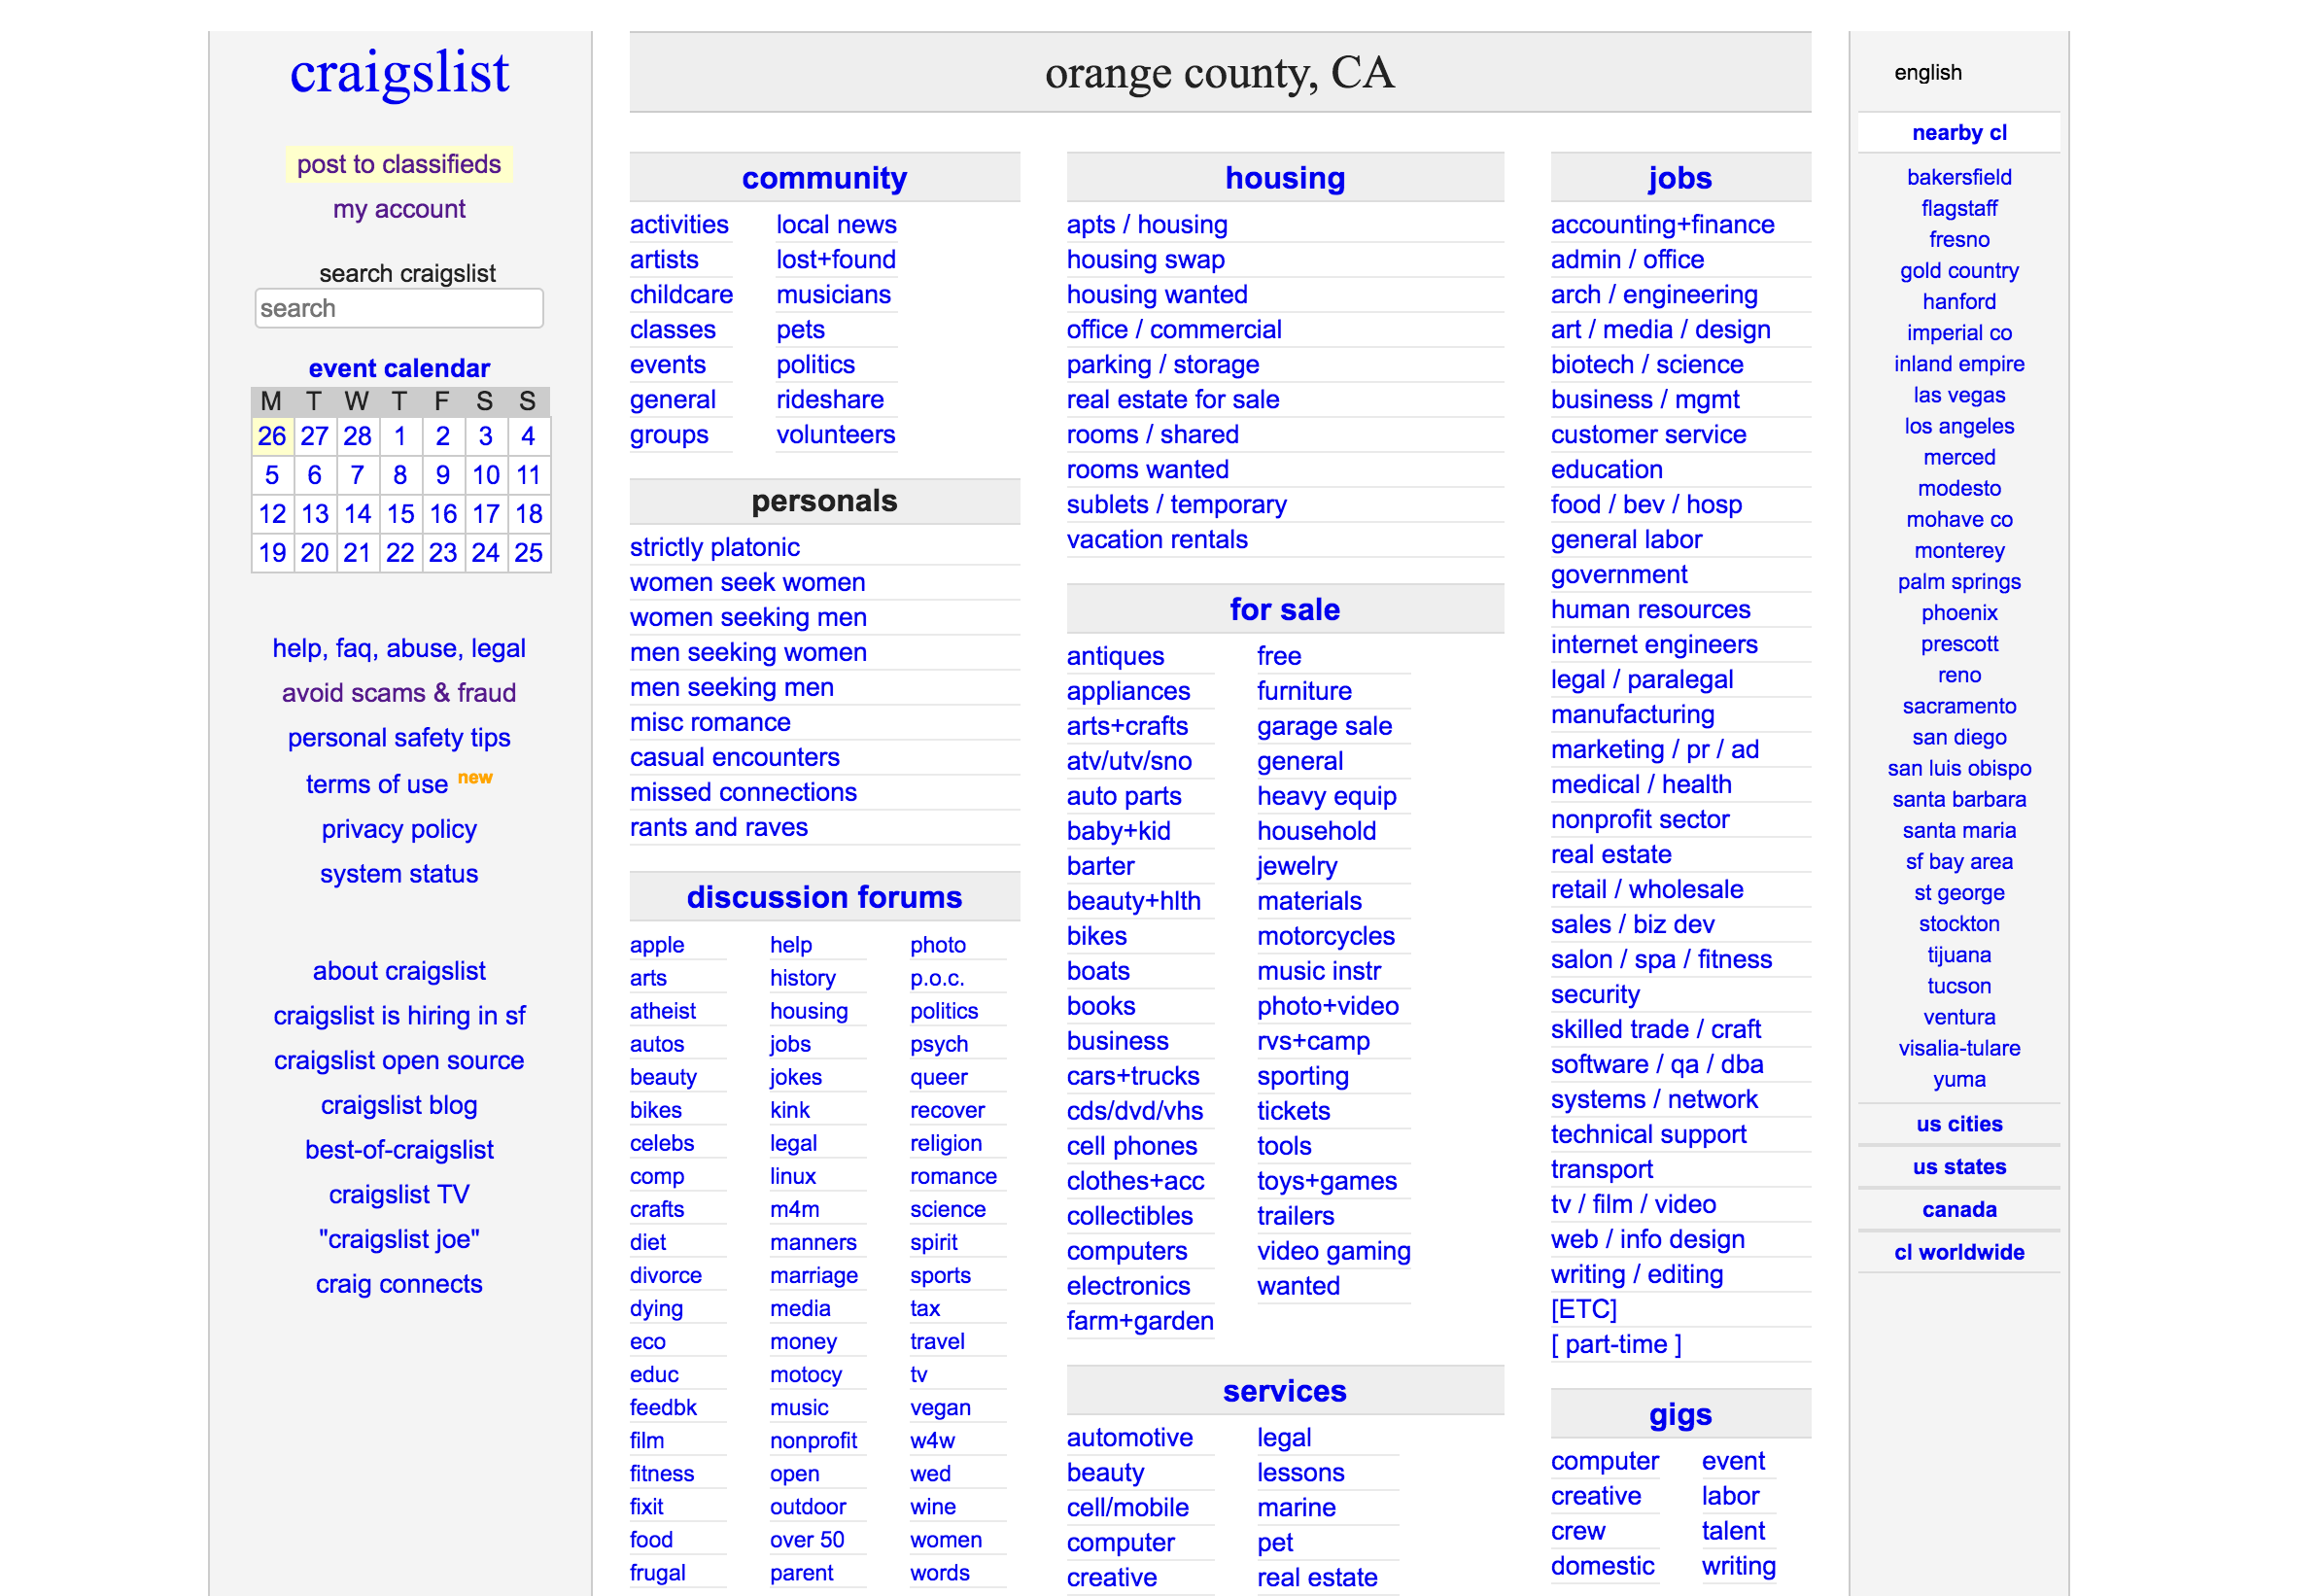 craigslist
post to classifieds
my account
search craigslist
search
event calendar
M T W T F S S
26 27 28 1 2 3 4
5 6 7 8 9 10 11
12 13 14 15 16 17 18
19 20 21 22 23 24 25
help, faq, abuse, legal
avoid scams & fraud
personal safety tips
terms of use new
privacy policy
system status
about craigslist
craigslist is hiring in sf
craigslist open source
craigslist blog
best-of-craigslist
craigslist TV
"craigslist joe"
craig connects
orange county, CA
community
activities
artists
childcare
classes
events
general
groups
local news
lost+found
musicians
pets
politics
rideshare
volunteers
personals
strictly platonic
women seek women
women seeking men
men seeking women
men seeking men
misc romance
casual encounters
missed connections
rants and raves
discussion forums
apple
arts
atheist
autos
beauty
bikes
celebs
comp
crafts
diet
divorce
dying
eco
educ
feedbk
film
fitness
fixit
food
frugal
help
history
housing
jobs
jokes
kink
legal
linux
m4m
manners
marriage
media
money
motocy
music
nonprofit
open
outdoor
over 50
parent
photo
p.o.c.
politics
psych
queer
recover
religion
romance
science
spirit
sports
tax
travel
tv
vegan
w4w
wed
wine
women
words
housing
apts / housing
housing swap
housing wanted
office / commercial
parking / storage
real estate for sale
rooms / shared
rooms wanted
sublets / temporary
vacation rentals
for sale
antiques
appliances
arts+crafts
atv/utv/sno
auto parts
baby+kid
barter
beauty+hlth
bikes
boats
books
business
cars+trucks
cds/dvd/vhs
cell phones
clothes+acc
collectibles
computers
electronics
farm+garden
free
furniture
garage sale
general
heavy equip
household
jewelry
materials
motorcycles
music instr
photo+video
rvs+camp
sporting
tickets
tools
toys+games
trailers
video gaming
wanted
services
automotive
beauty
cell/mobile
computer
creative
legal
lessons
marine
pet
real estate
jobs
accounting+finance
admin / office
arch / engineering
art / media / design
biotech / science
business / mgmt
customer service
education
food / bev / hosp
general labor
government
human resources
internet engineers
legal / paralegal
manufacturing
marketing / pr / ad
medical / health
nonprofit sector
real estate
retail / wholesale
sales / biz dev
salon / spa / fitness
security
skilled trade / craft
software / qa / dba
systems / network
technical support
transport
tv / film / video
web / info design
writing / editing
[ETC]
[ part-time ]
gigs
computer
creative
crew
domestic
event
labor
talent
writing
english
nearby cl
bakersfield
flagstaff
fresno
gold country
hanford
imperial co
inland empire
las vegas
los angeles
merced
modesto
mohave co
monterey
palm springs
phoenix
prescott
reno
sacramento
san diego
san luis obispo
santa barbara
santa maria
sf bay area
st george
stockton
tijuana
tucson
ventura
visalia-tulare
yuma
us cities
us states
canada
cl worldwide